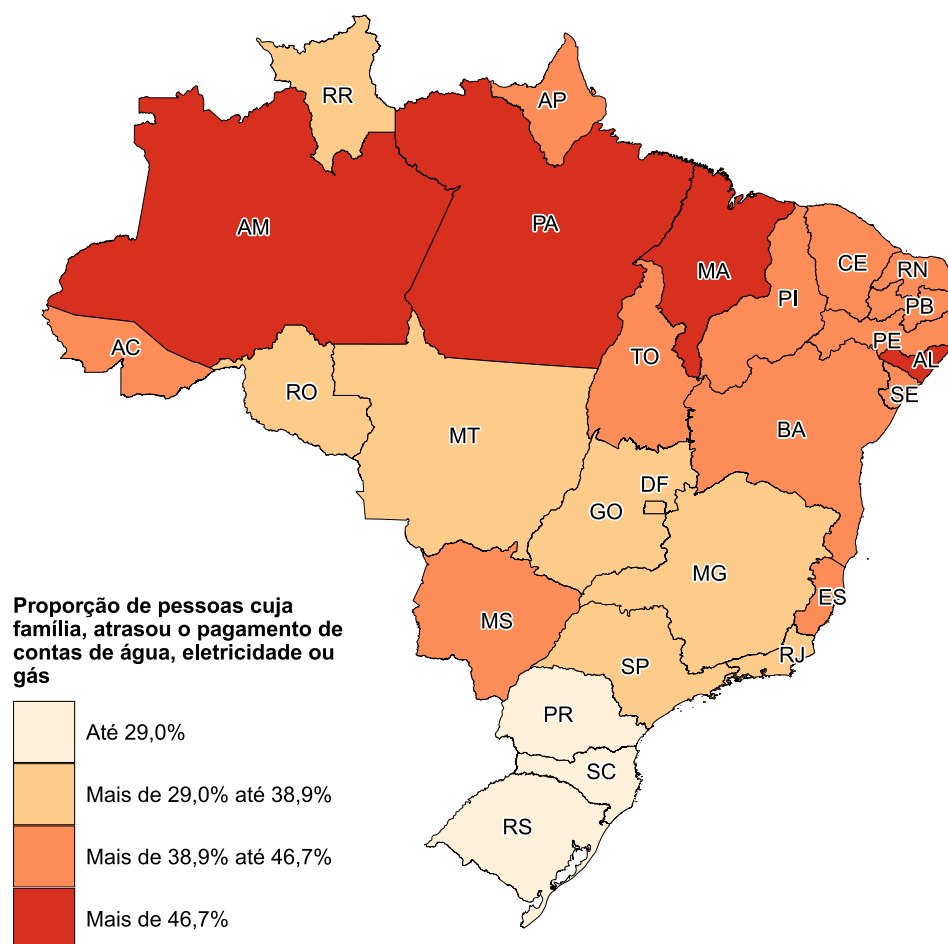 RR
AP
AM
PA
MA
CE
RN
PI
PB
PE
AC
TO
AL
SE
RO
BA
MT
DF
GO
MG
ES
MS
RJ
SP
PR
SC
RS
Proporção de pessoas cuja
família, atrasou o pagamento de
contas de água, eletricidade ou
gás
Até 29,0%
Mais de 29,0% até 38,9%
Mais de 38,9% até 46,7%
Mais de 46,7%